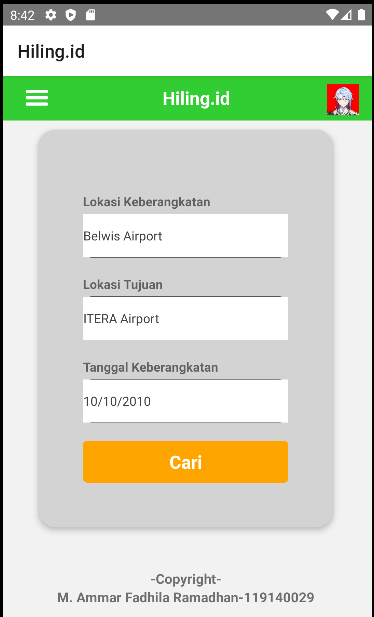 8:42
Hiling.id
Hiling.id
Lokasi Keberangkatan
Belwis Airport
Lokasi Tujuan
ITERA Airport
Tanggal Keberangkatan
10/10/2010
Cari
-Copyright-
M. Ammar Fadhila Ramadhan-119140029